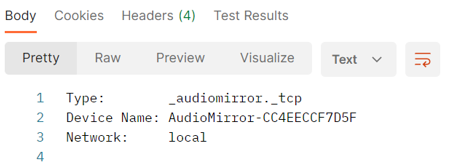 Body Cookies Headers (4) Test Results
Pretty Raw Preview Visualize Text
1 Type: _audiomirror._tcp
2 Device Name: AudioMirror-CC4EECCF7D5F
3 Network: local
4